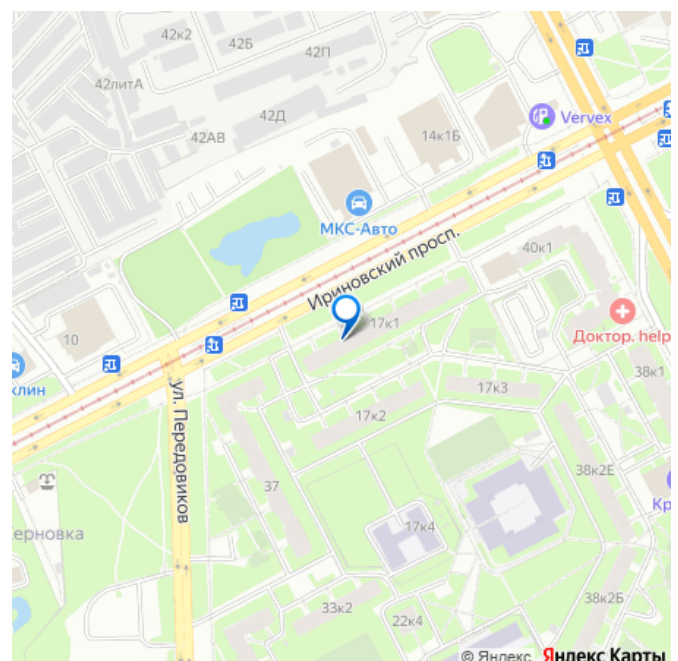 42к2
42Б
42П
42литА
42Д
42АВ
14к1Б
Vervex
МКС-Авто
Ириновский просп.
40к1
17к1
Доктор. help
10
клин
38к1
17к3
ул. Передовиков
17к2
37
38к2Е
Кр
ерновка
17к4
33к2
22к4
38к2Б
© Яндекс Яндекс Карты